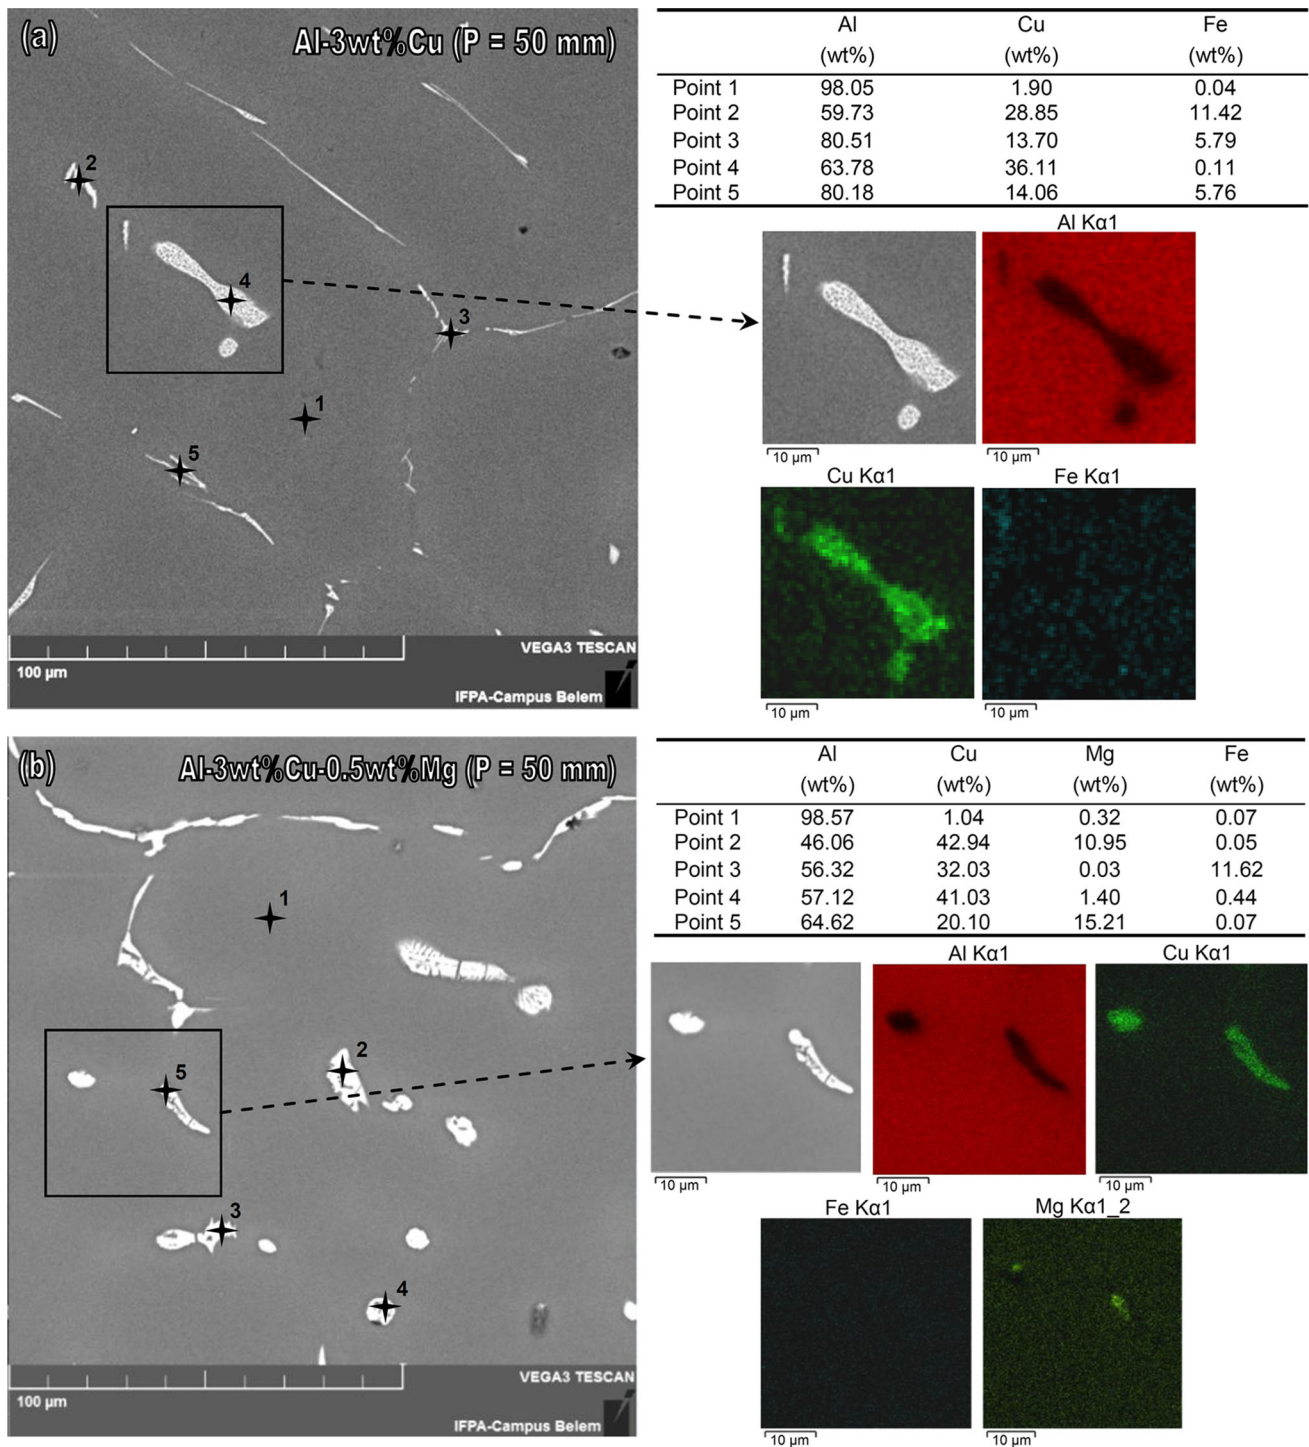 (a)
Al-3wt%Cu (P = 50 mm)
2
4
3
1
5
100 µm
VEGA3 TESCAN
IFPA-Campus Belem
Al Cu Fe
(wt%) (wt%) (wt%)
Point 1 98.05 1.90 0.04
Point 2 59.73 28.85 11.42
Point 3 80.51 13.70 5.79
Point 4 63.78 36.11 0.11
Point 5 80.18 14.06 5.76
Al Kα1
10 µm 10 µm
Cu Kα1 Fe Kα1
10 µm 10 µm
(b)
Al-3wt%Cu-0.5wt%Mg (P = 50 mm)
1
2
5
3
4
100 µm
VEGA3 TESCAN
IFPA-Campus Belem
Al Cu Mg Fe
(wt%) (wt%) (wt%) (wt%)
Point 1 98.57 1.04 0.32 0.07
Point 2 46.06 42.94 10.95 0.05
Point 3 56.32 32.03 0.03 11.62
Point 4 57.12 41.03 1.40 0.44
Point 5 64.62 20.10 15.21 0.07
Al Kα1 Cu Kα1
10 µm 10 µm 10 µm
Fe Kα1 Mg Kα1_2
10 µm 10 µm